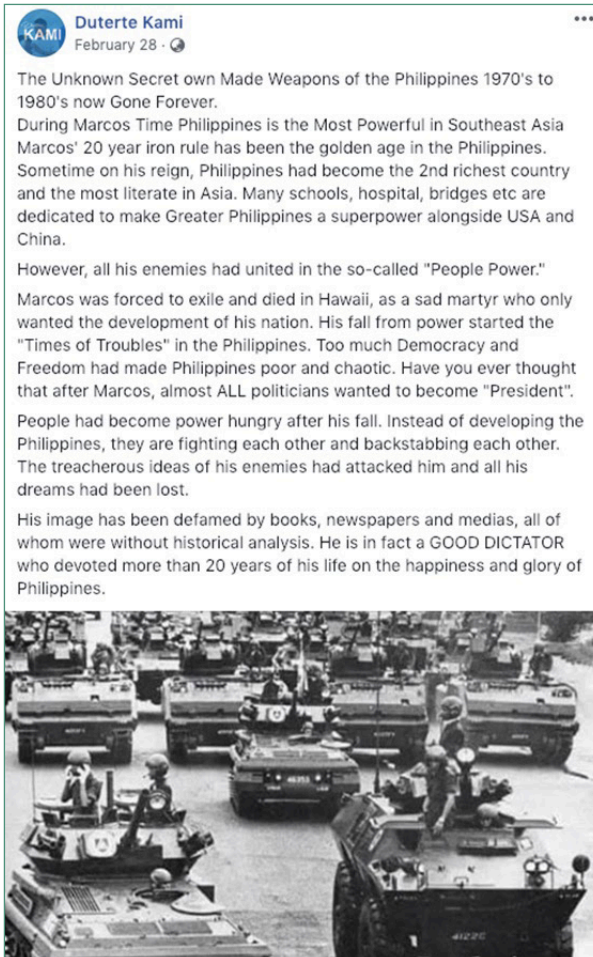 KAMI
Duterte Kami
February 28 ·
The Unknown Secret own Made Weapons of the Philippines 1970's to
1980's now Gone Forever.
During Marcos Time Philippines is the Most Powerful in Southeast Asia
Marcos' 20 year iron rule has been the golden age in the Philippines.
Sometime on his reign, Philippines had become the 2nd richest country
and the most literate in Asia. Many schools, hospital, bridges etc are
dedicated to make Greater Philippines a superpower alongside USA and
China.
However, all his enemies had united in the so-called "People Power."
Marcos was forced to exile and died in Hawaii, as a sad martyr who only
wanted the development of his nation. His fall from power started the
"Times of Troubles" in the Philippines. Too much Democracy and
Freedom had made Philippines poor and chaotic. Have you ever thought
that after Marcos, almost ALL politicians wanted to become "President".
People had become power hungry after his fall. Instead of developing the
Philippines, they are fighting each other and backstabbing each other.
The treacherous ideas of his enemies had attacked him and all his
dreams had been lost.
His image has been defamed by books, newspapers and medias, all of
whom were without historical analysis. He is in fact a GOOD DICTATOR
who devoted more than 20 years of his life on the happiness and glory of
Philippines.